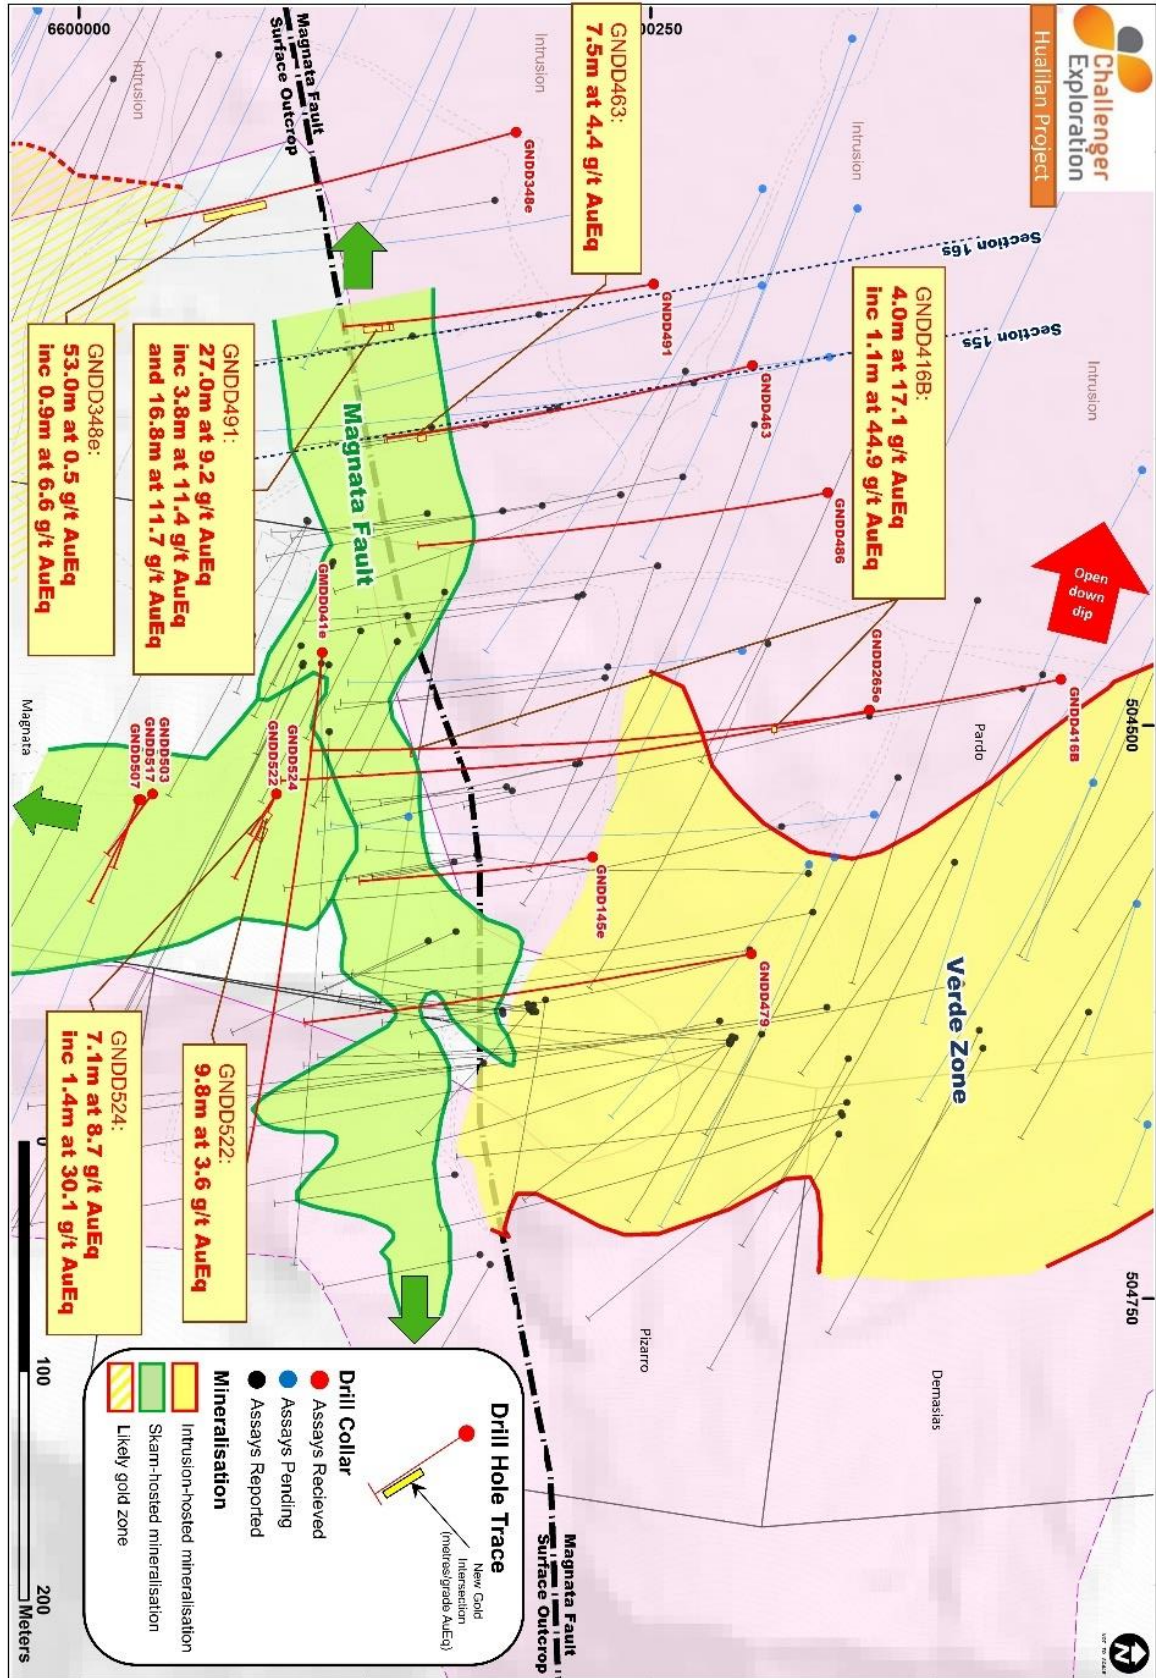 Challenger
Exploration
Hualilan Project
504500
504750
6600000
00250
Intrusion
Intrusion
Intrusion
Intrusion
Open
down
dip
Section 16s
Section 15s
GNDD416B:
4.0m at 17.1 g/t AuEq
inc 1.1m at 44.9 g/t AuEq
GNDD463:
7.5m at 4.4 g/t AuEq
GNDD416B
GNDD265e
GNDD486
GNDD463
GNDD491
GNDD348e
GNDD145e
GNDD479
GMDD041e
GNDD524
GNDD522
GNDD503
GNDD517
GNDD507
Pardo
Verde Zone
Demasias
Pizarro
Magnata Fault
Surface Outcrop
Magnata Fault
Magnata Fault
Surface Outcrop
Magnata
GNDD491:
27.0m at 9.2 g/t AuEq
inc 3.8m at 11.4 g/t AuEq
and 16.8m at 11.7 g/t AuEq
GNDD348e:
53.0m at 0.5 g/t AuEq
inc 0.9m at 6.6 g/t AuEq
GNDD522:
9.8m at 3.6 g/t AuEq
GNDD524:
7.1m at 8.7 g/t AuEq
inc 1.4m at 30.1 g/t AuEq
Drill Hole Trace
New Gold
Intersection
(metres/grade AuEq)
Drill Collar
Assays Recieved
Assays Pending
Assays Reported
Mineralisation
Intrusion-hosted mineralisation
Skarn-hosted mineralisation
Likely gold zone
0
100
200
Meters
N